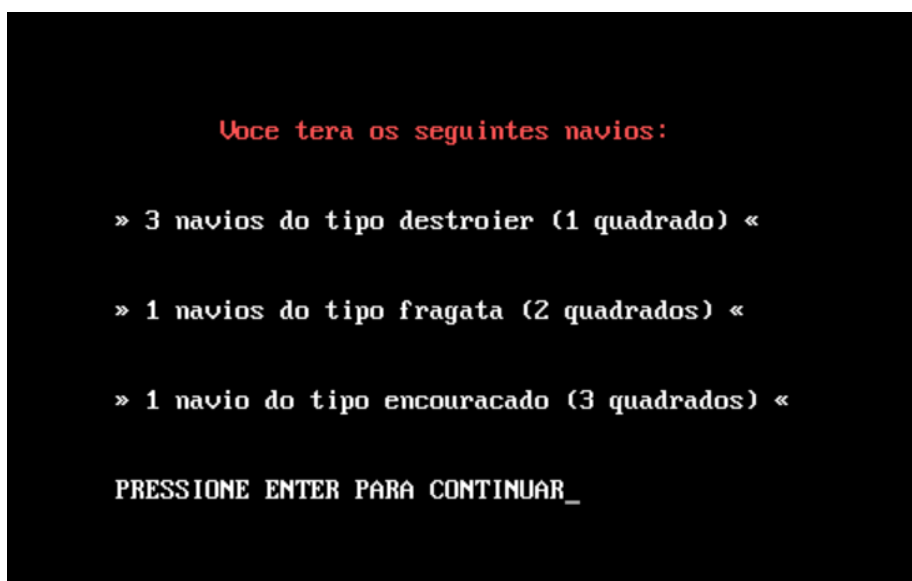 Voce tera os seguintes navios:
» 3 navios do tipo destroier (1 quadrado) «
» 1 navios do tipo fragata (2 quadrados) «
» 1 navio do tipo encouracado (3 quadrados) «
PRESSIONE ENTER PARA CONTINUAR_